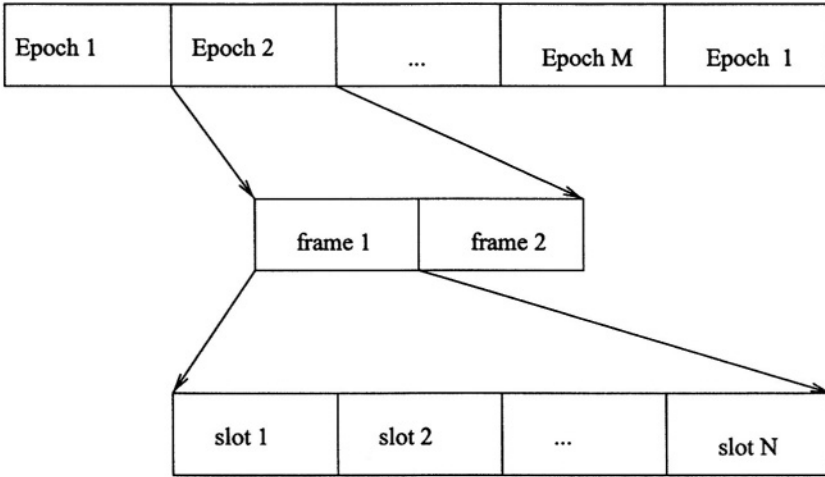 Epoch 1 Epoch 2 ... Epoch M Epoch 1
frame 1 frame 2
slot 1 slot 2 ... slot N